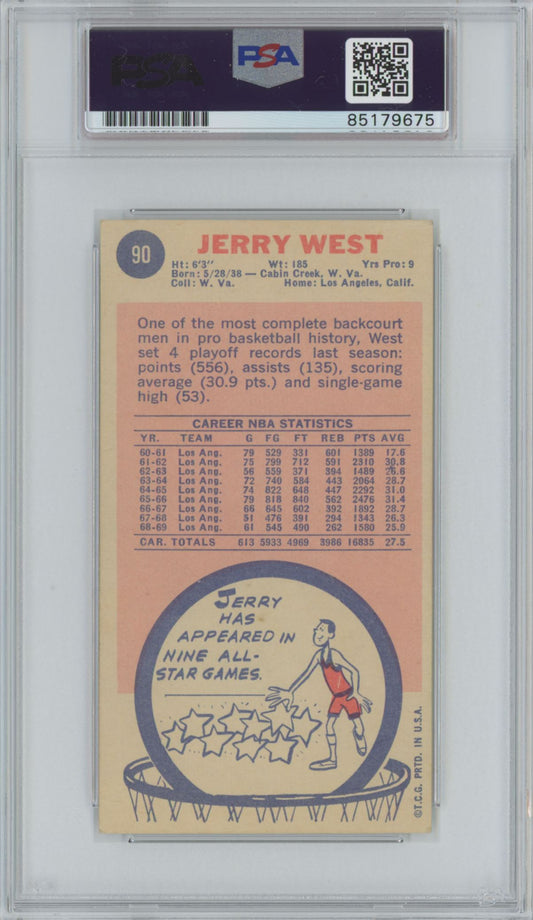 PSA
PSA
85179675
90
JERRY WEST
Ht: 6'3" Wt: 185 Yrs Pro: 9
Born: 5/28/38 — Cabin Creek, W. Va.
Coll: W. Va. Home: Los Angeles, Calif.
One of the most complete backcourt
men in pro basketball history, West
set 4 playoff records last season:
points (556), assists (135), scoring
average (30.9 pts.) and single-game
high (53).
CAREER NBA STATISTICS
YR. TEAM G FG FT REB PTS AVG
60-61 Los Ang. 79 529 331 601 1389 17.6
61-62 Los Ang. 75 799 712 591 2310 30.8
62-63 Los Ang. 56 559 371 394 1489 26.6
63-64 Los Ang. 72 740 584 443 2064 28.7
64-65 Los Ang. 74 822 648 447 2292 31.0
65-66 Los Ang. 79 818 840 562 2476 31.4
66-67 Los Ang. 66 645 602 392 1892 28.7
67-68 Los Ang. 51 476 391 294 1343 26.3
68-69 Los Ang. 61 545 490 262 1580 25.9
CAR. TOTALS 613 5933 4969 3986 16835 27.5
JERRY
HAS
APPEARED IN
NINE ALL-
STAR GAMES.
©T.C.G. PRTD. IN U.S.A.